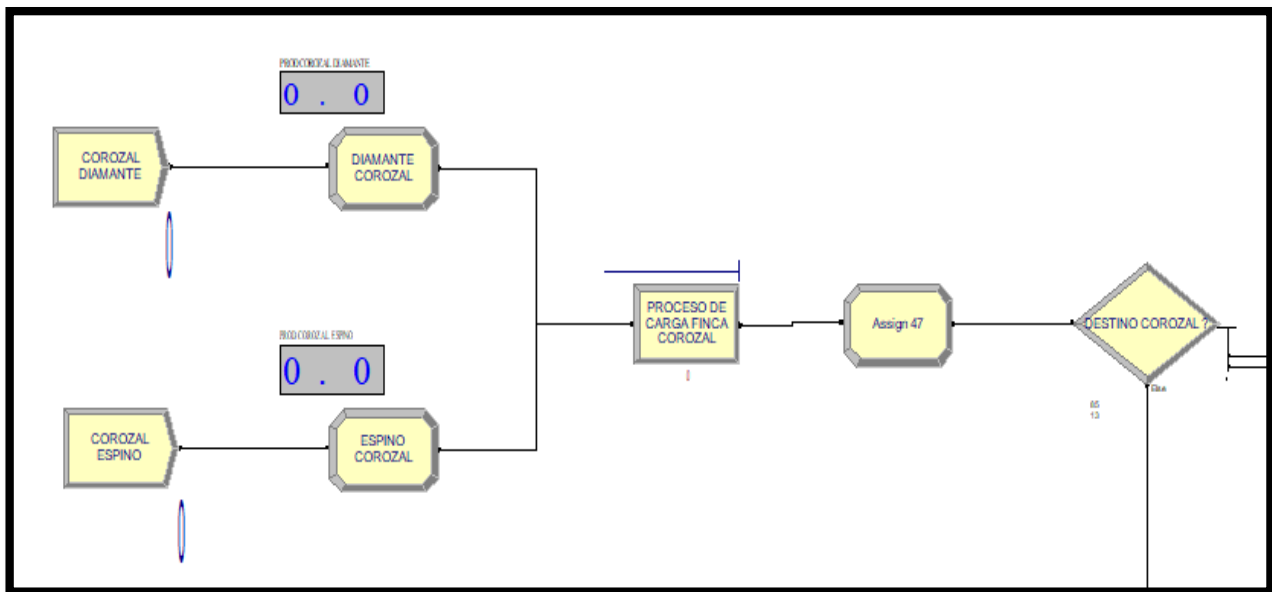 PROD COROZAL DIAMANTE
0 . 0
COROZAL
DIAMANTE
DIAMANTE
COROZAL
PROD COROZAL ESPINO
0 . 0
COROZAL
ESPINO
ESPINO
COROZAL
PROCESO DE
CARGA FINCA
COROZAL
Assign 47
DESTINO COROZAL ?
Else